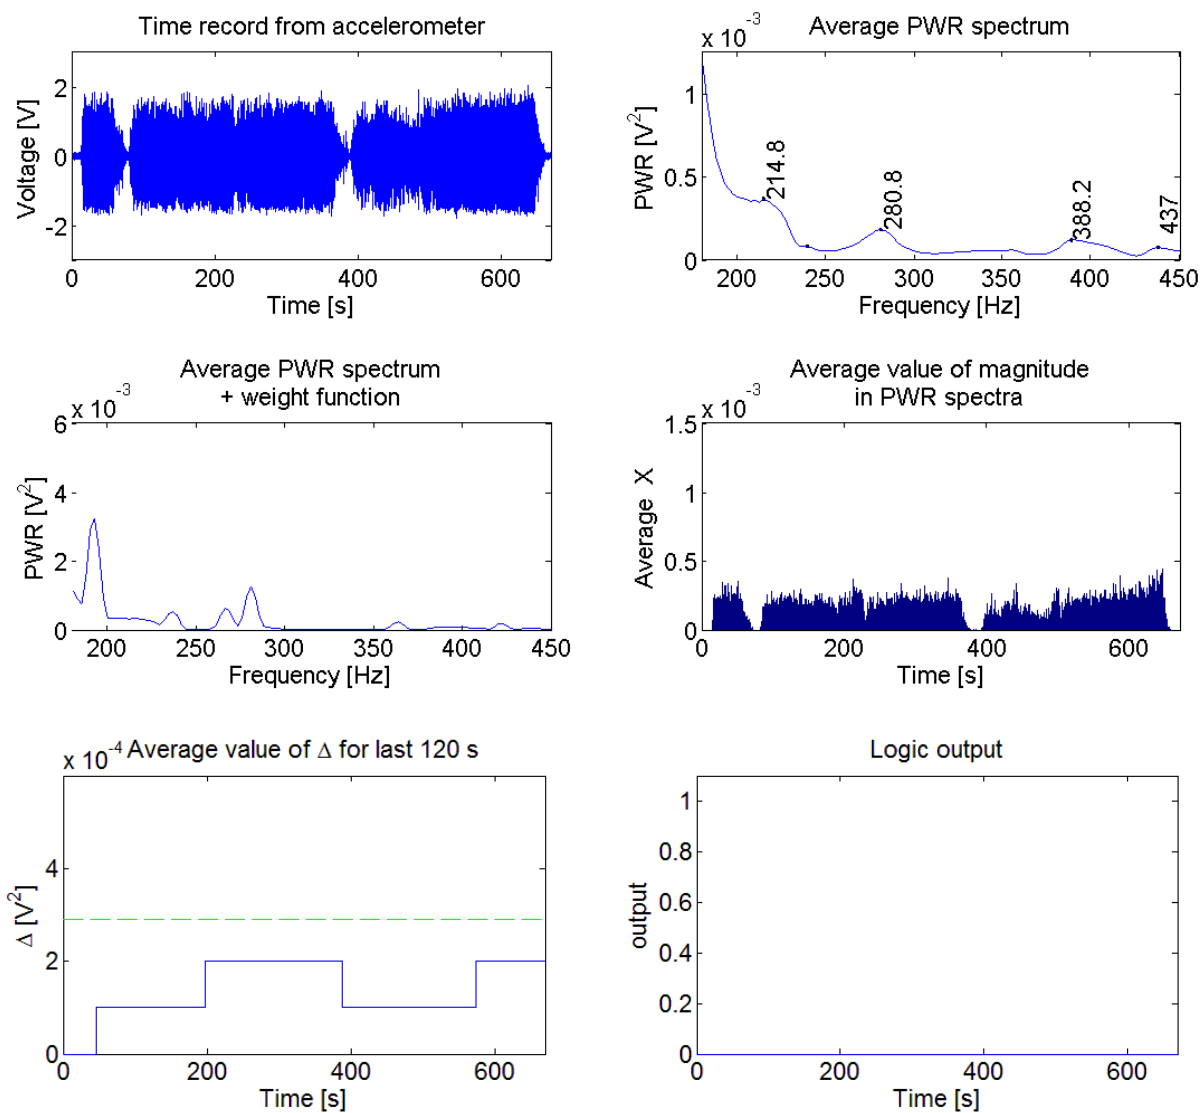 Time record from accelerometer
Voltage [V]
2
0
-2
0
200
400
600
Time [s]
Average PWR spectrum
x 10-3
PWR [V2]
1
0.5
0
214.8
280.8
388.2
437
200
250
300
350
400
450
Frequency [Hz]
Average PWR spectrum
+ weight function
x 10-3
PWR [V2]
6
4
2
0
200
250
300
350
400
450
Frequency [Hz]
Average value of magnitude
in PWR spectra
x 10-3
Average X
1.5
1
0.5
0
0
200
400
600
Time [s]
Average value of Δ for last 120 s
x 10-4
Δ [V2]
4
2
0
0
200
400
600
Time [s]
Logic output
output
1
0.8
0.6
0.4
0.2
0
0
200
400
600
Time [s]